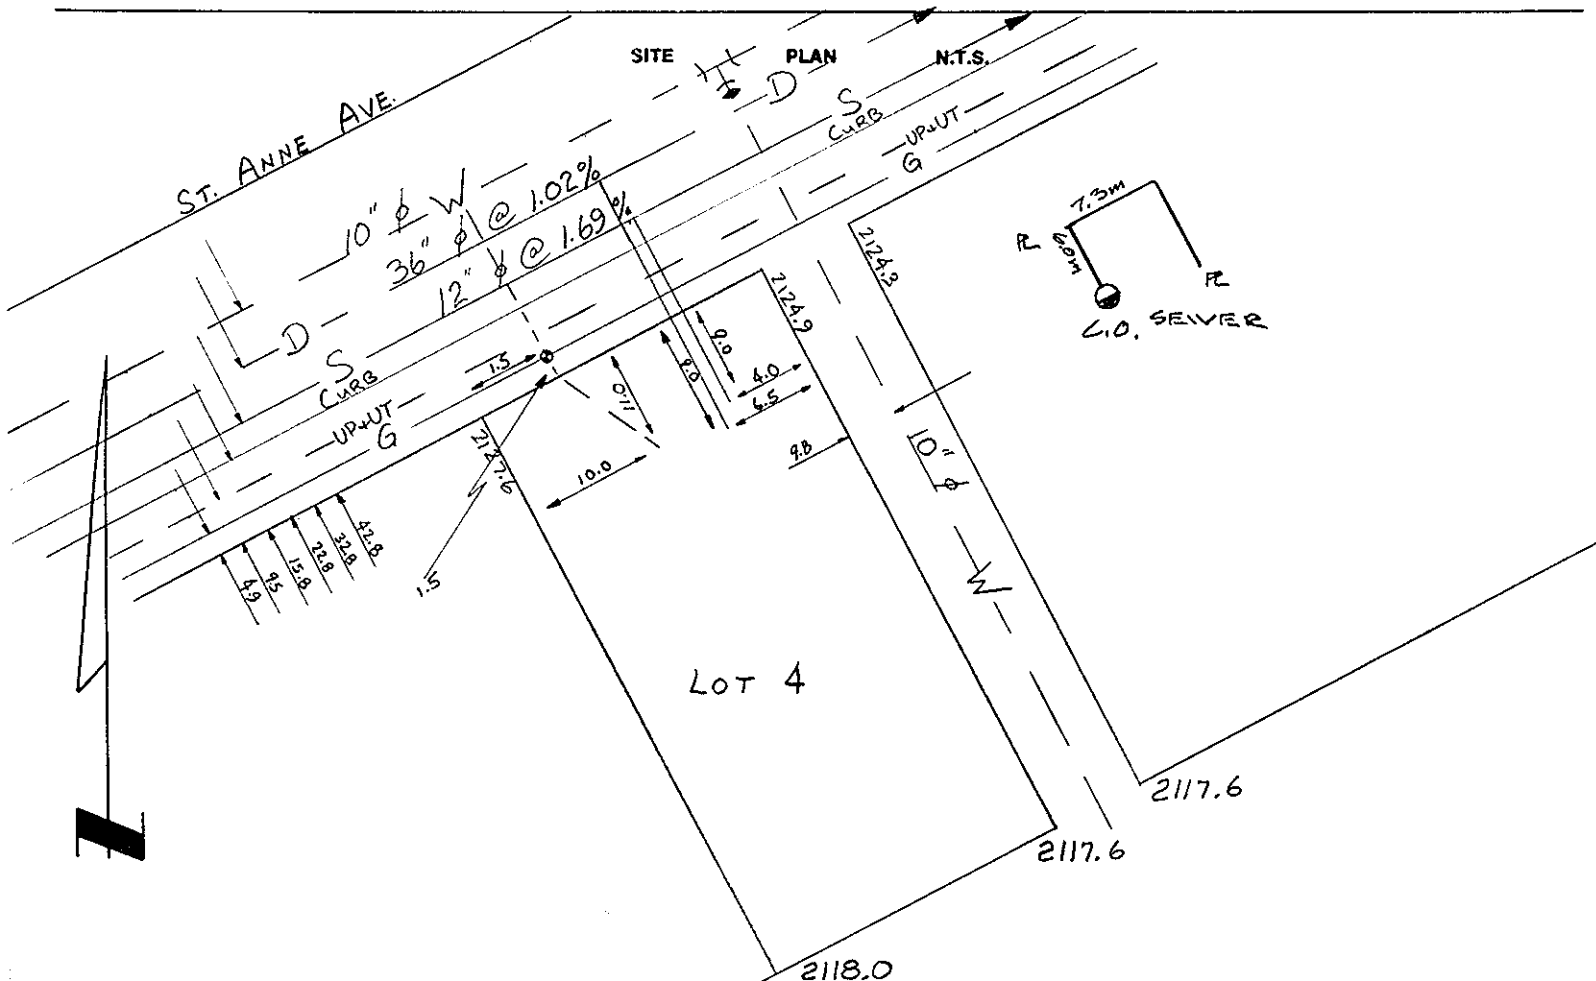 SITE PLAN N.T.S.
ST. ANNE AVE.
D
S
CURB
UP+UT
G
10" ϕ W
36" ϕ @ 1.02%
12" ϕ @ 1.69%
D
S
CURB
UP+UT
G
7.3m
6.0m
PL
PL
C.O. SEWER
2124.3
2124.9
2127.6
1.5
11.0
9.0
9.0
4.0
6.5
9.8
10.0
1.5
10" ϕ
W
4.9
9.5
15.8
22.8
32.8
42.8
LOT 4
2117.6
2117.6
2118.0